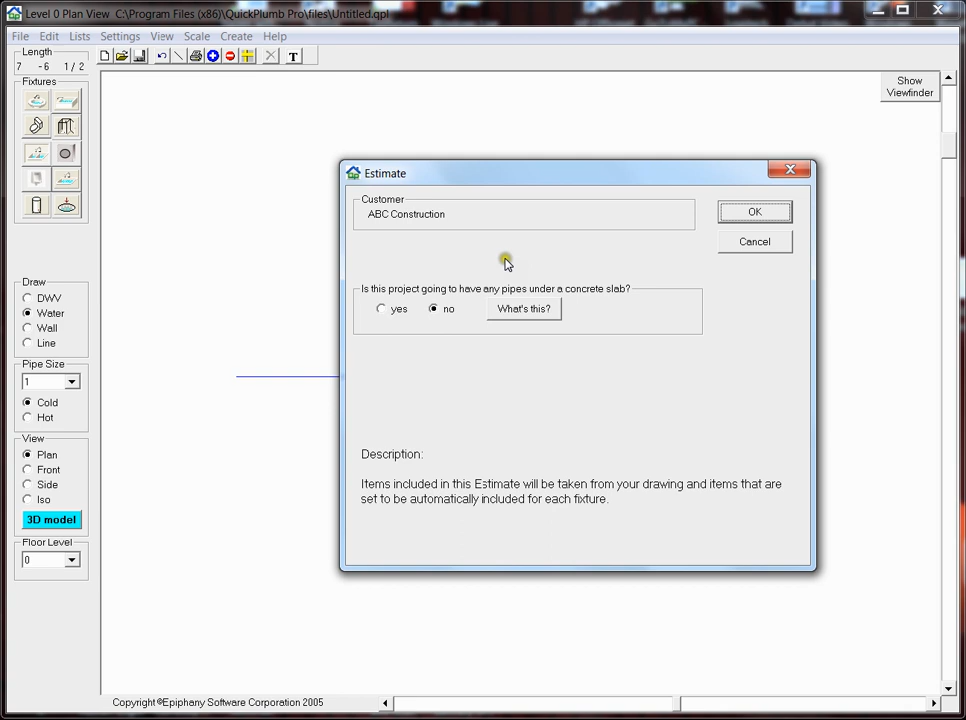 Level 0 Plan View C:\Program Files (x86)\QuickPlumb Pro\files\Untitled.qpl
File Edit Lists Settings View Scale Create Help
Length
7 -6 1/2
T
Fixtures
Show
Viewfinder
Estimate
Customer
ABC Construction
OK
Cancel
Is this project going to have any pipes under a concrete slab?
yes no What's this?
Draw
DWV
Water
Wall
Line
Pipe Size
1
Cold
Hot
View
Plan
Front
Side
Iso
3D model
Floor Level
0
Description:
Items included in this Estimate will be taken from your drawing and items that are
set to be automatically included for each fixture.
Copyright©Epiphany Software Corporation 2005